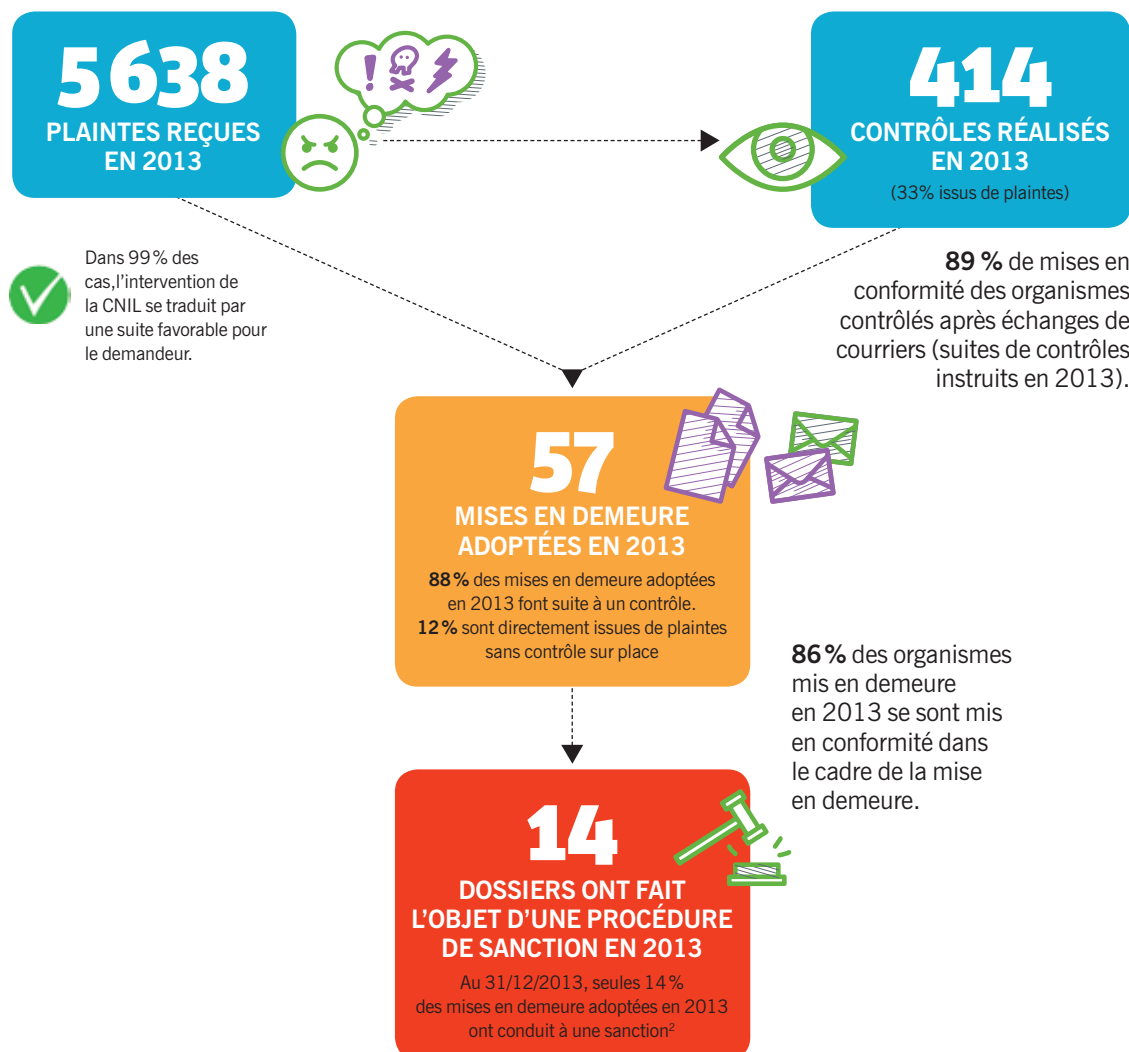 5 638
PLAINTES REÇUES
EN 2013
414
CONTRÔLES RÉALISÉS
EN 2013
(33% issus de plaintes)
Dans 99% des
cas,l'intervention de
la CNIL se traduit par
une suite favorable pour
le demandeur.
89 % de mises en
conformité des organismes
contrôlés après échanges de
courriers (suites de contrôles
instruits en 2013).
57
MISES EN DEMEURE
ADOPTÉES EN 2013
88% des mises en demeure adoptées
en 2013 font suite à un contrôle.
12% sont directement issues de plaintes
sans contrôle sur place
86% des organismes
mis en demeure
en 2013 se sont mis
en conformité dans
le cadre de la mise
en demeure.
14
DOSSIERS ONT FAIT
L'OBJET D'UNE PROCÉDURE
DE SANCTION EN 2013
Au 31/12/2013, seules 14%
des mises en demeure adoptées en 2013
ont conduit à une sanction²